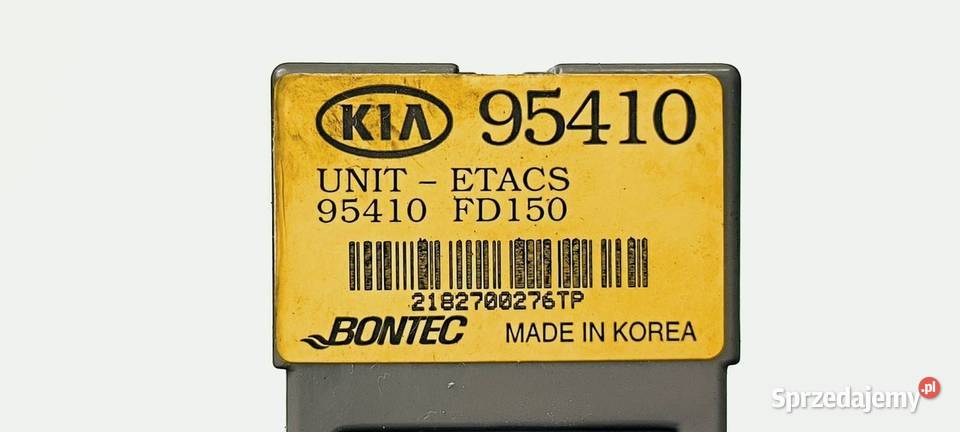 KIA 95410
UNIT - ETACS
95410 FD150
2182700276TP
BONTEC MADE IN KOREA
Sprzedajemy.pl